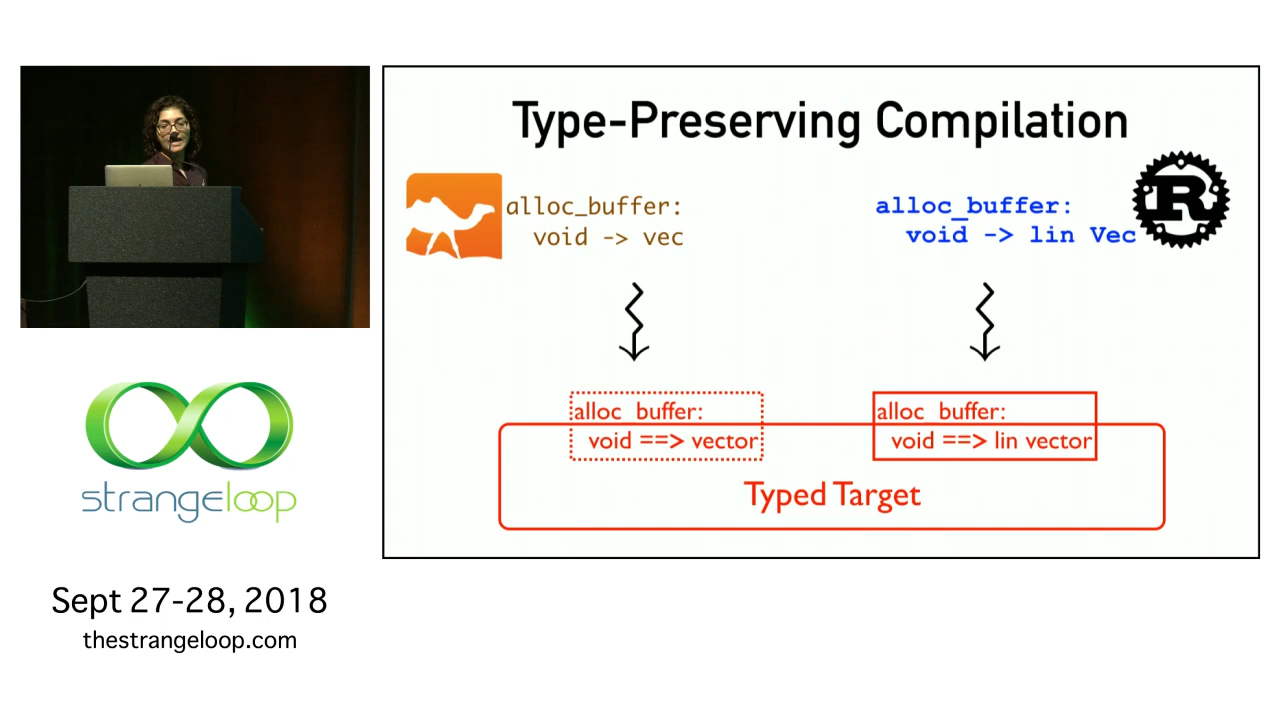 Type-Preserving Compilation
alloc_buffer:
void -> vec
alloc_buffer:
void -> lin Vec
R
alloc_buffer:
void ==> vector
alloc_buffer:
void ==> lin vector
Typed Target
strangeloop
Sept 27-28, 2018
thestrangeloop.com